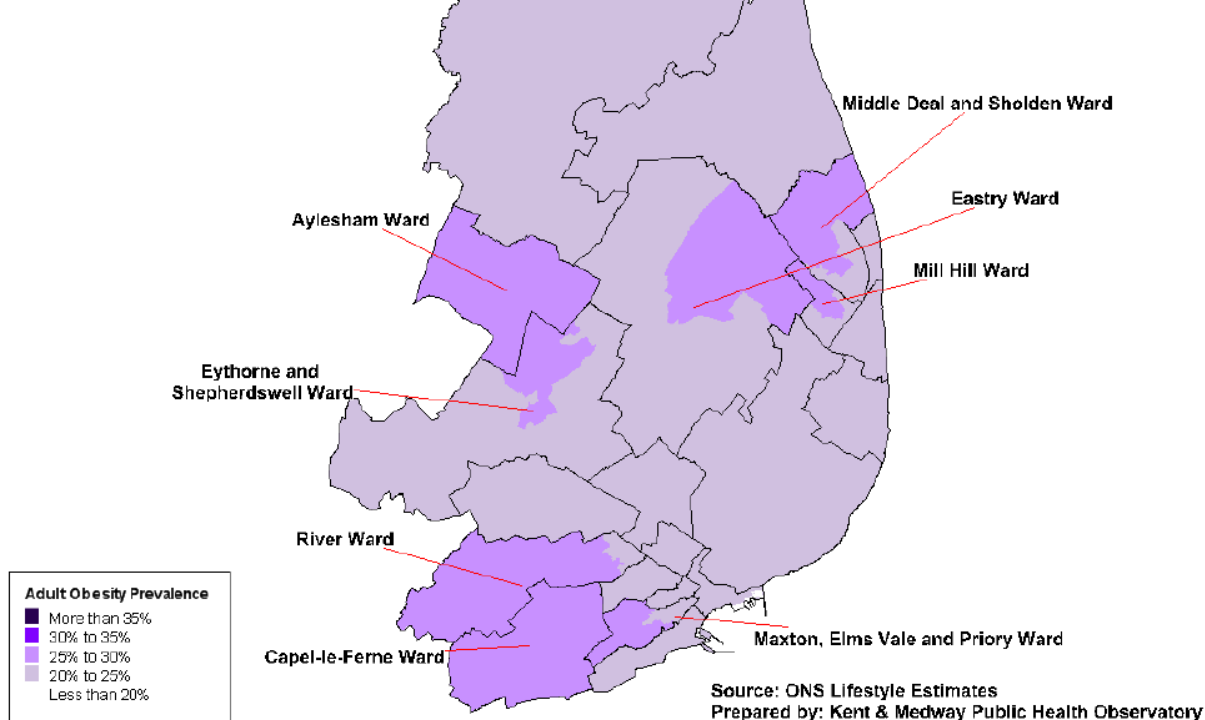 Middle Deal and Sholden Ward
Eastry Ward
Aylesham Ward
Mill Hill Ward
Eythorne and
Shepherdswell Ward
River Ward
Adult Obesity Prevalence
More than 35%
30% to 35%
25% to 30%
20% to 25%
Less than 20%
Capel-le-Ferne Ward
Maxton, Elms Vale and Priory Ward
Source: ONS Lifestyle Estimates
Prepared by: Kent & Medway Public Health Observatory